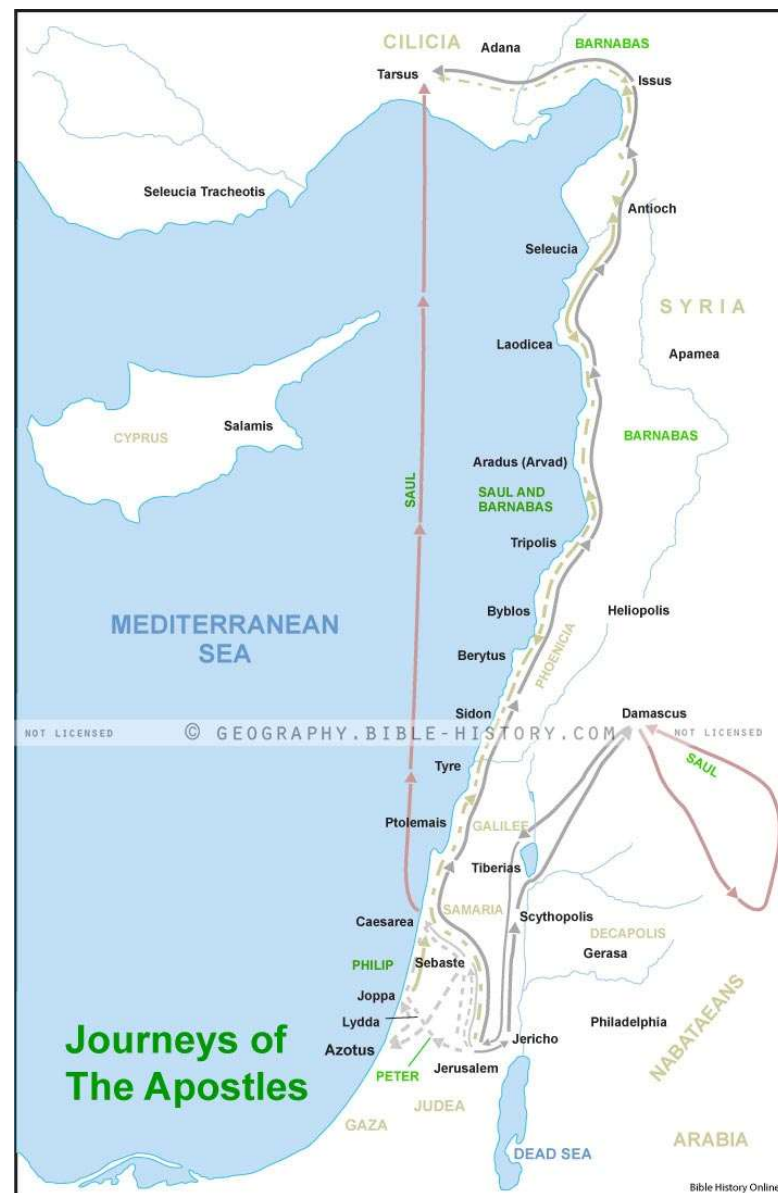 CILICIA
Adana
BARNABAS
Tarsus
Issus
Seleucia Tracheotis
Antioch
Seleucia
SYRIA
Laodicea
Apamea
CYPRUS
Salamis
BARNABAS
Aradus (Arvad)
SAUL
SAUL AND
BARNABAS
Tripolis
Byblos
Heliopolis
MEDITERRANEAN
SEA
Berytus
PHOENICIA
Sidon
Damascus
NOT LICENSED
© GEOGRAPHY.BIBLE-HISTORY.COM
NOT LICENSED
SAUL
Tyre
Ptolemais
GALILEE
Tiberias
SAMARIA
Caesarea
Scythopolis
DECAPOLIS
Gerasa
PHILIP
Sebaste
Joppa
Lydda
Philadelphia
NABATAEANS
Azotus
Jericho
Journeys of
The Apostles
PETER
Jerusalem
JUDEA
GAZA
ARABIA
DEAD SEA
Bible History Online